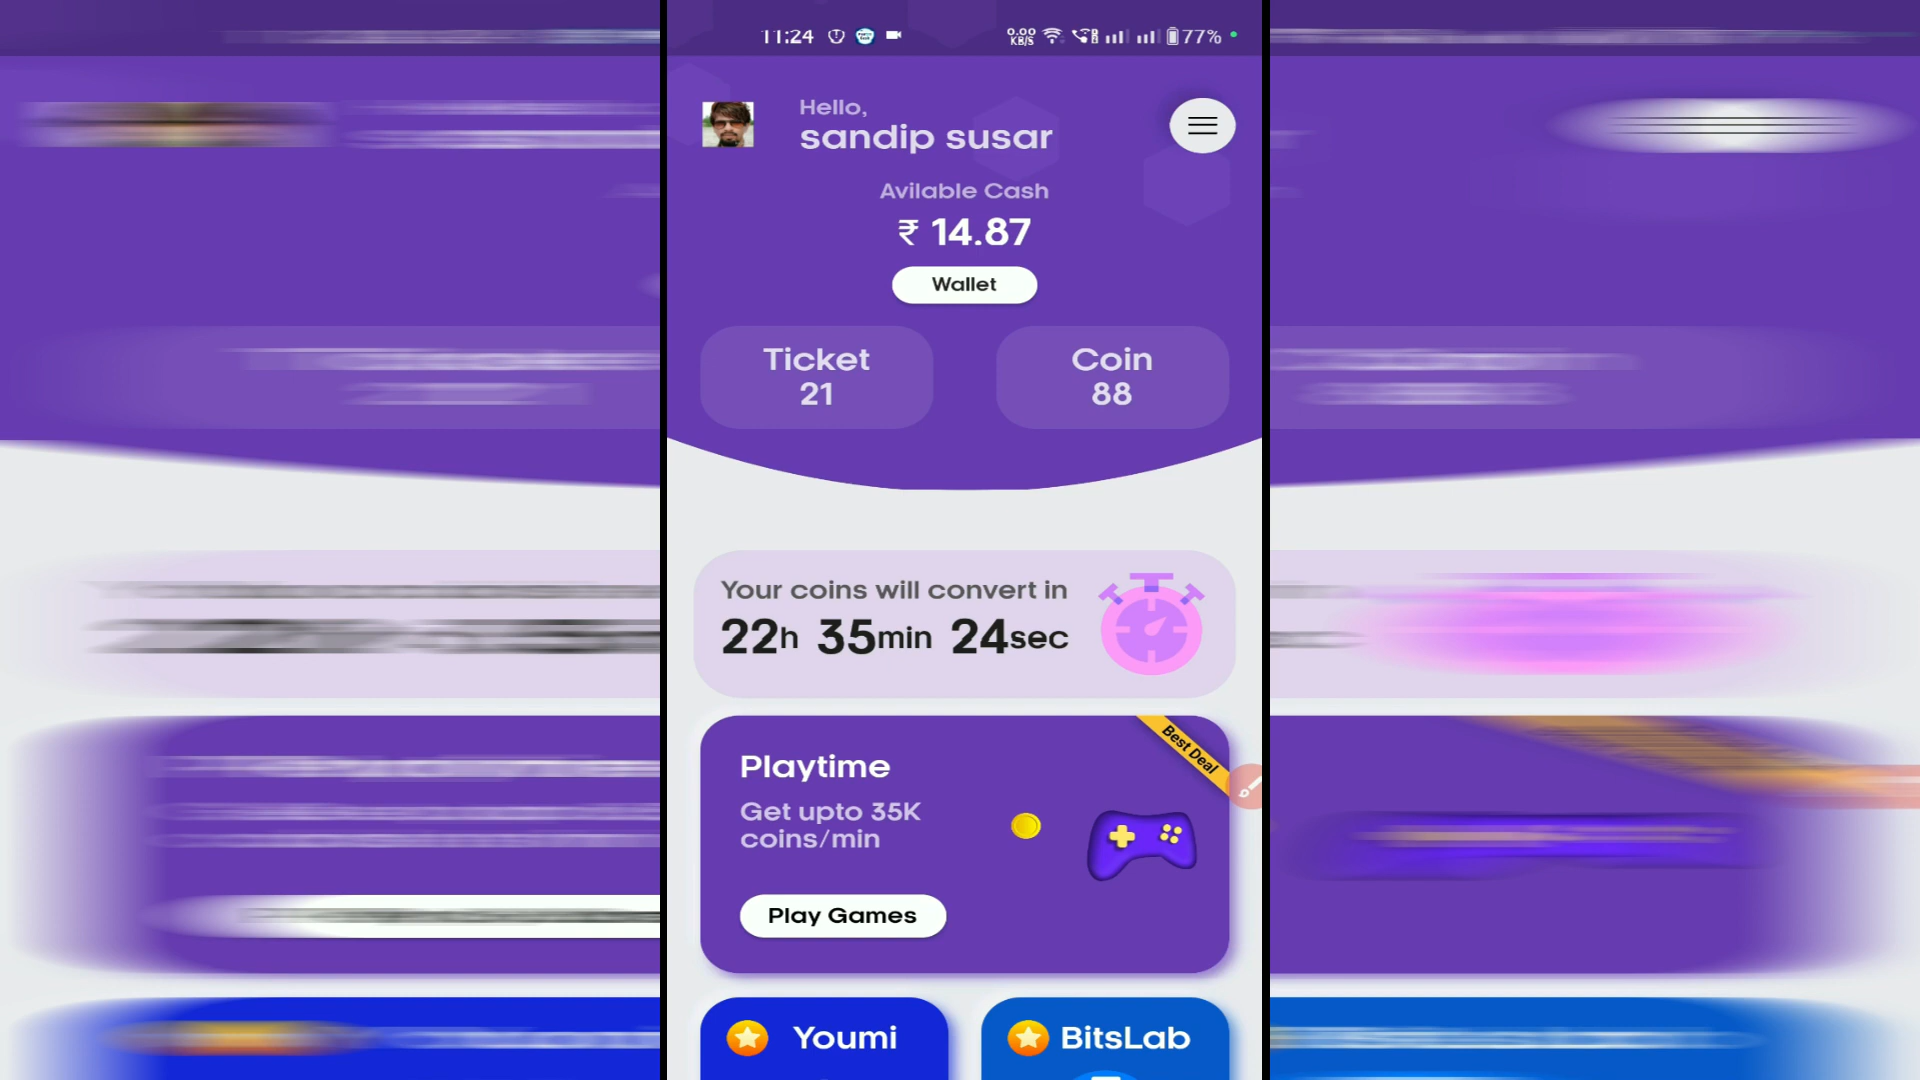 11:24 0.00 KB/S 77%
Hello,
sandip susar
Avilable Cash
₹ 14.87
Wallet
Ticket Coin
21 88
Your coins will convert in
22h 35min 24sec
Best Deal
Playtime
Get upto 35K
coins/min
Play Games
Youmi BitsLab